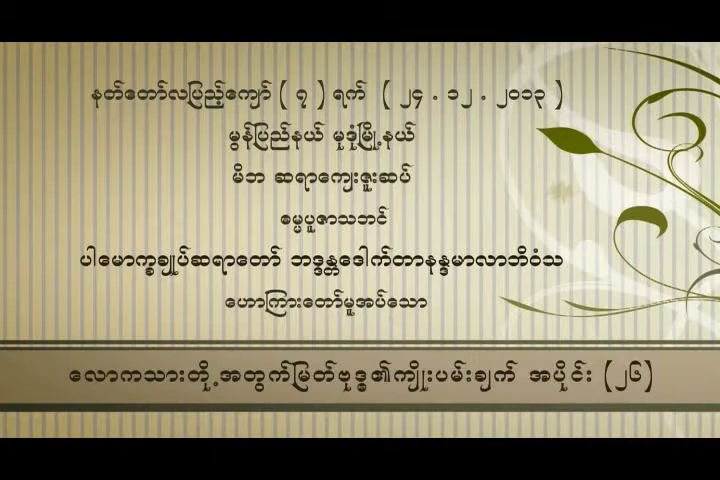 နတ်တော်လပြည့်ကျော် ( ၇ ) ရက် ( ၂၄ . ၁၂ . ၂၀၁၃ )
မွန်ပြည်နယ် မုဒုံမြို့နယ်
မိဘ ဆရာကျေးဇူးဆပ်
ဓမ္မပူဇာသဘင်
ပါမောက္ခချုပ်ဆရာတော် ဘဒ္ဒန္တဒေါက်တာနန္ဒမာလာဘိဝံသ
ဟောကြားတော်မူအပ်သော
လောကသားတို့အတွက်မြတ်ဗုဒ္ဓ၏ကျိုးပမ်းချက် အပိုင်း (၂၆)